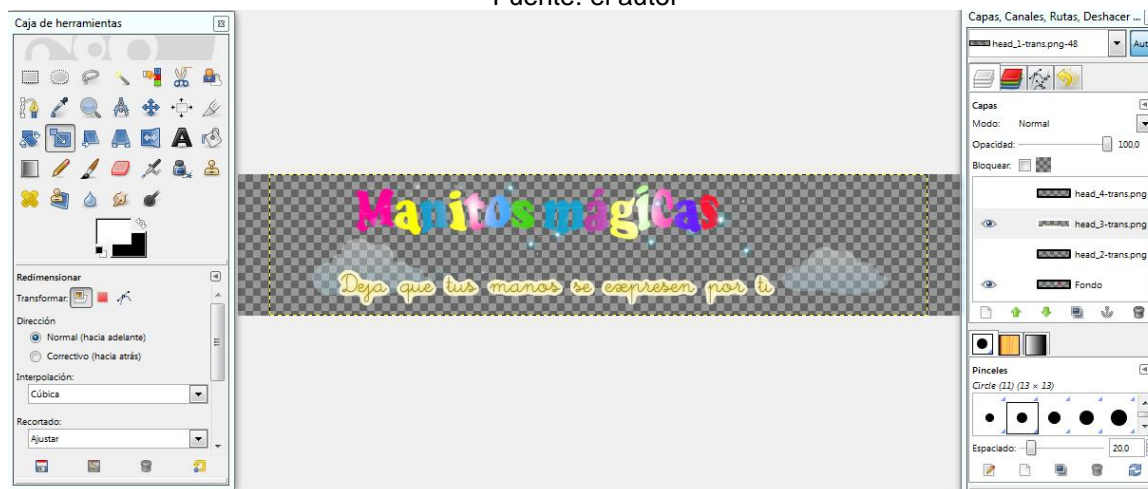 Fuente: el autor
Caja de herramientas
Redimensionar
Transformar:
Dirección
Normal (hacia adelante)
Correctivo (hacia atrás)
Interpolación:
Cúbica
Recortado:
Ajustar
Manitos mágicas
Deja que tus manos se expresen por ti
Capas, Canales, Rutas, Deshacer ...
head_1-trans.png-48
Aut
Capas
Modo: Normal
Opacidad: 100,0
Bloquear:
head_4-trans.png
head_3-trans.png
head_2-trans.png
Fondo
Pinceles
Circle (11) (13 × 13)
Espaciado: 20,0